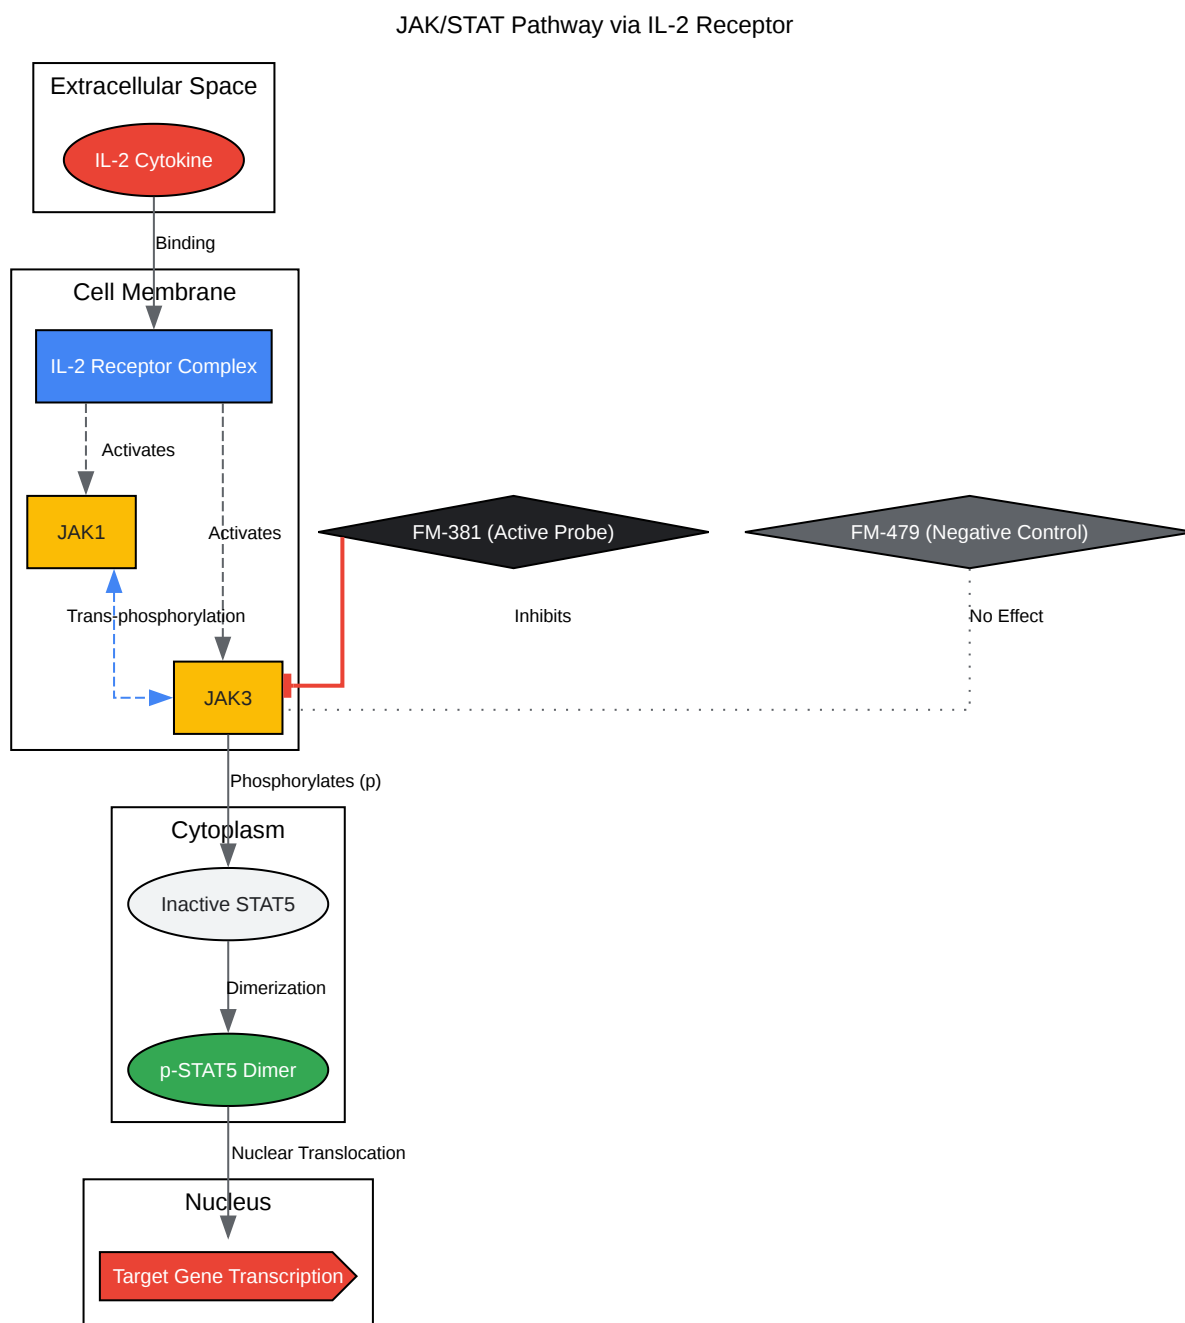 JAK/STAT Pathway via IL-2 Receptor
Extracellular Space
IL-2 Cytokine
Binding
Cell Membrane
IL-2 Receptor Complex
Activates
JAK1
Activates
FM-381 (Active Probe)
FM-479 (Negative Control)
Trans-phosphorylation
Inhibits
No Effect
JAK3
Phosphorylates (p)
Cytoplasm
Inactive STAT5
Dimerization
p-STAT5 Dimer
Nuclear Translocation
Nucleus
Target Gene Transcription